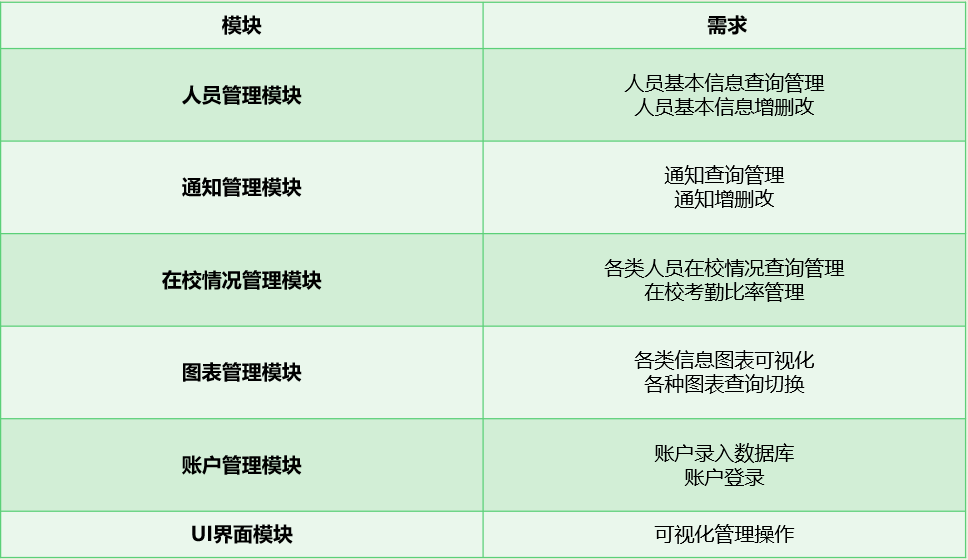 模块
需求
人员管理模块
人员基本信息查询管理
人员基本信息增删改
通知管理模块
通知查询管理
通知增删改
在校情况管理模块
各类人员在校情况查询管理
在校考勤比率管理
图表管理模块
各类信息图表可视化
各种图表查询切换
账户管理模块
账户录入数据库
账户登录
UI界面模块
可视化管理操作